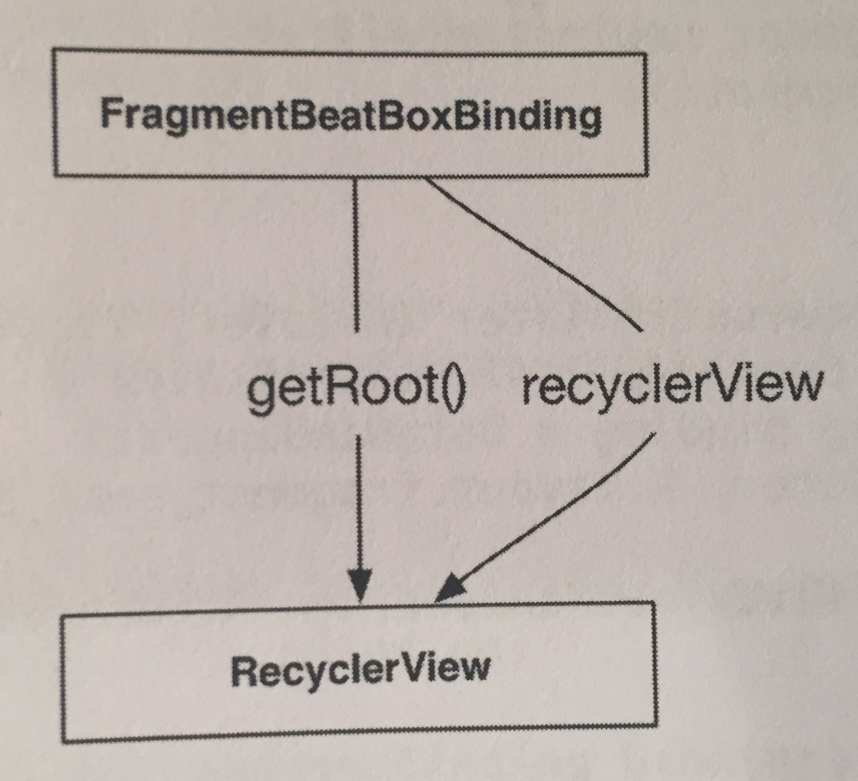 FragmentBeatBoxBinding
getRoot() recyclerView
RecyclerView